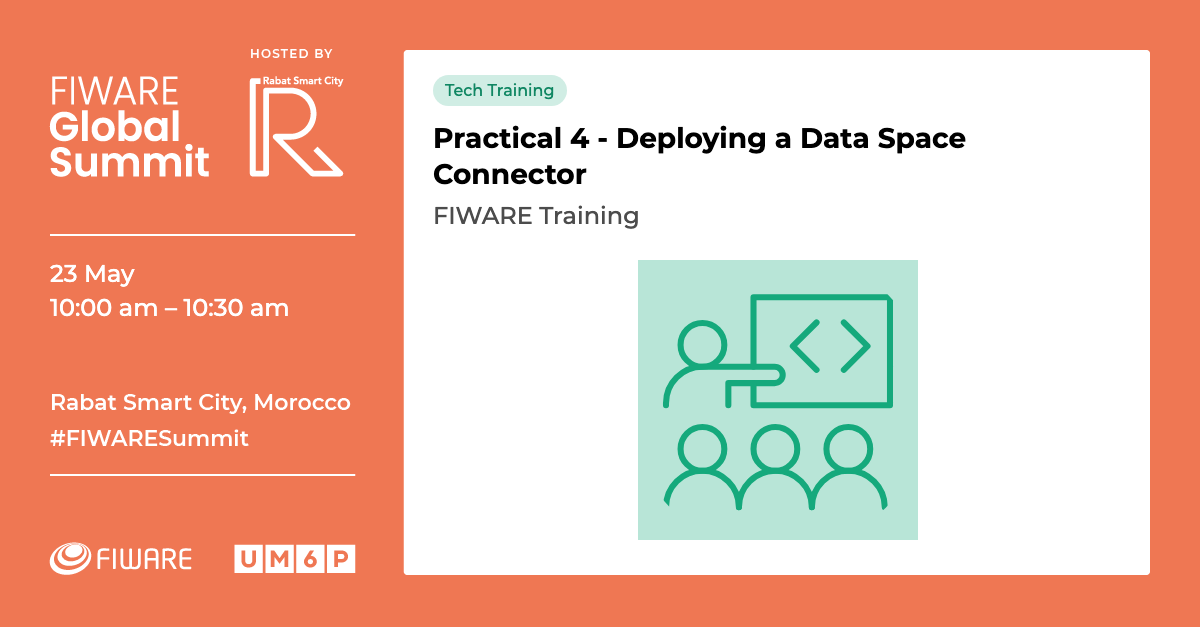 FIWARE
Global
Summit
HOSTED BY
Rabat Smart City
R
23 May
10:00 am – 10:30 am
Rabat Smart City, Morocco
#FIWARESummit
FIWARE
UM6P
Tech Training
Practical 4 - Deploying a Data Space
Connector
FIWARE Training